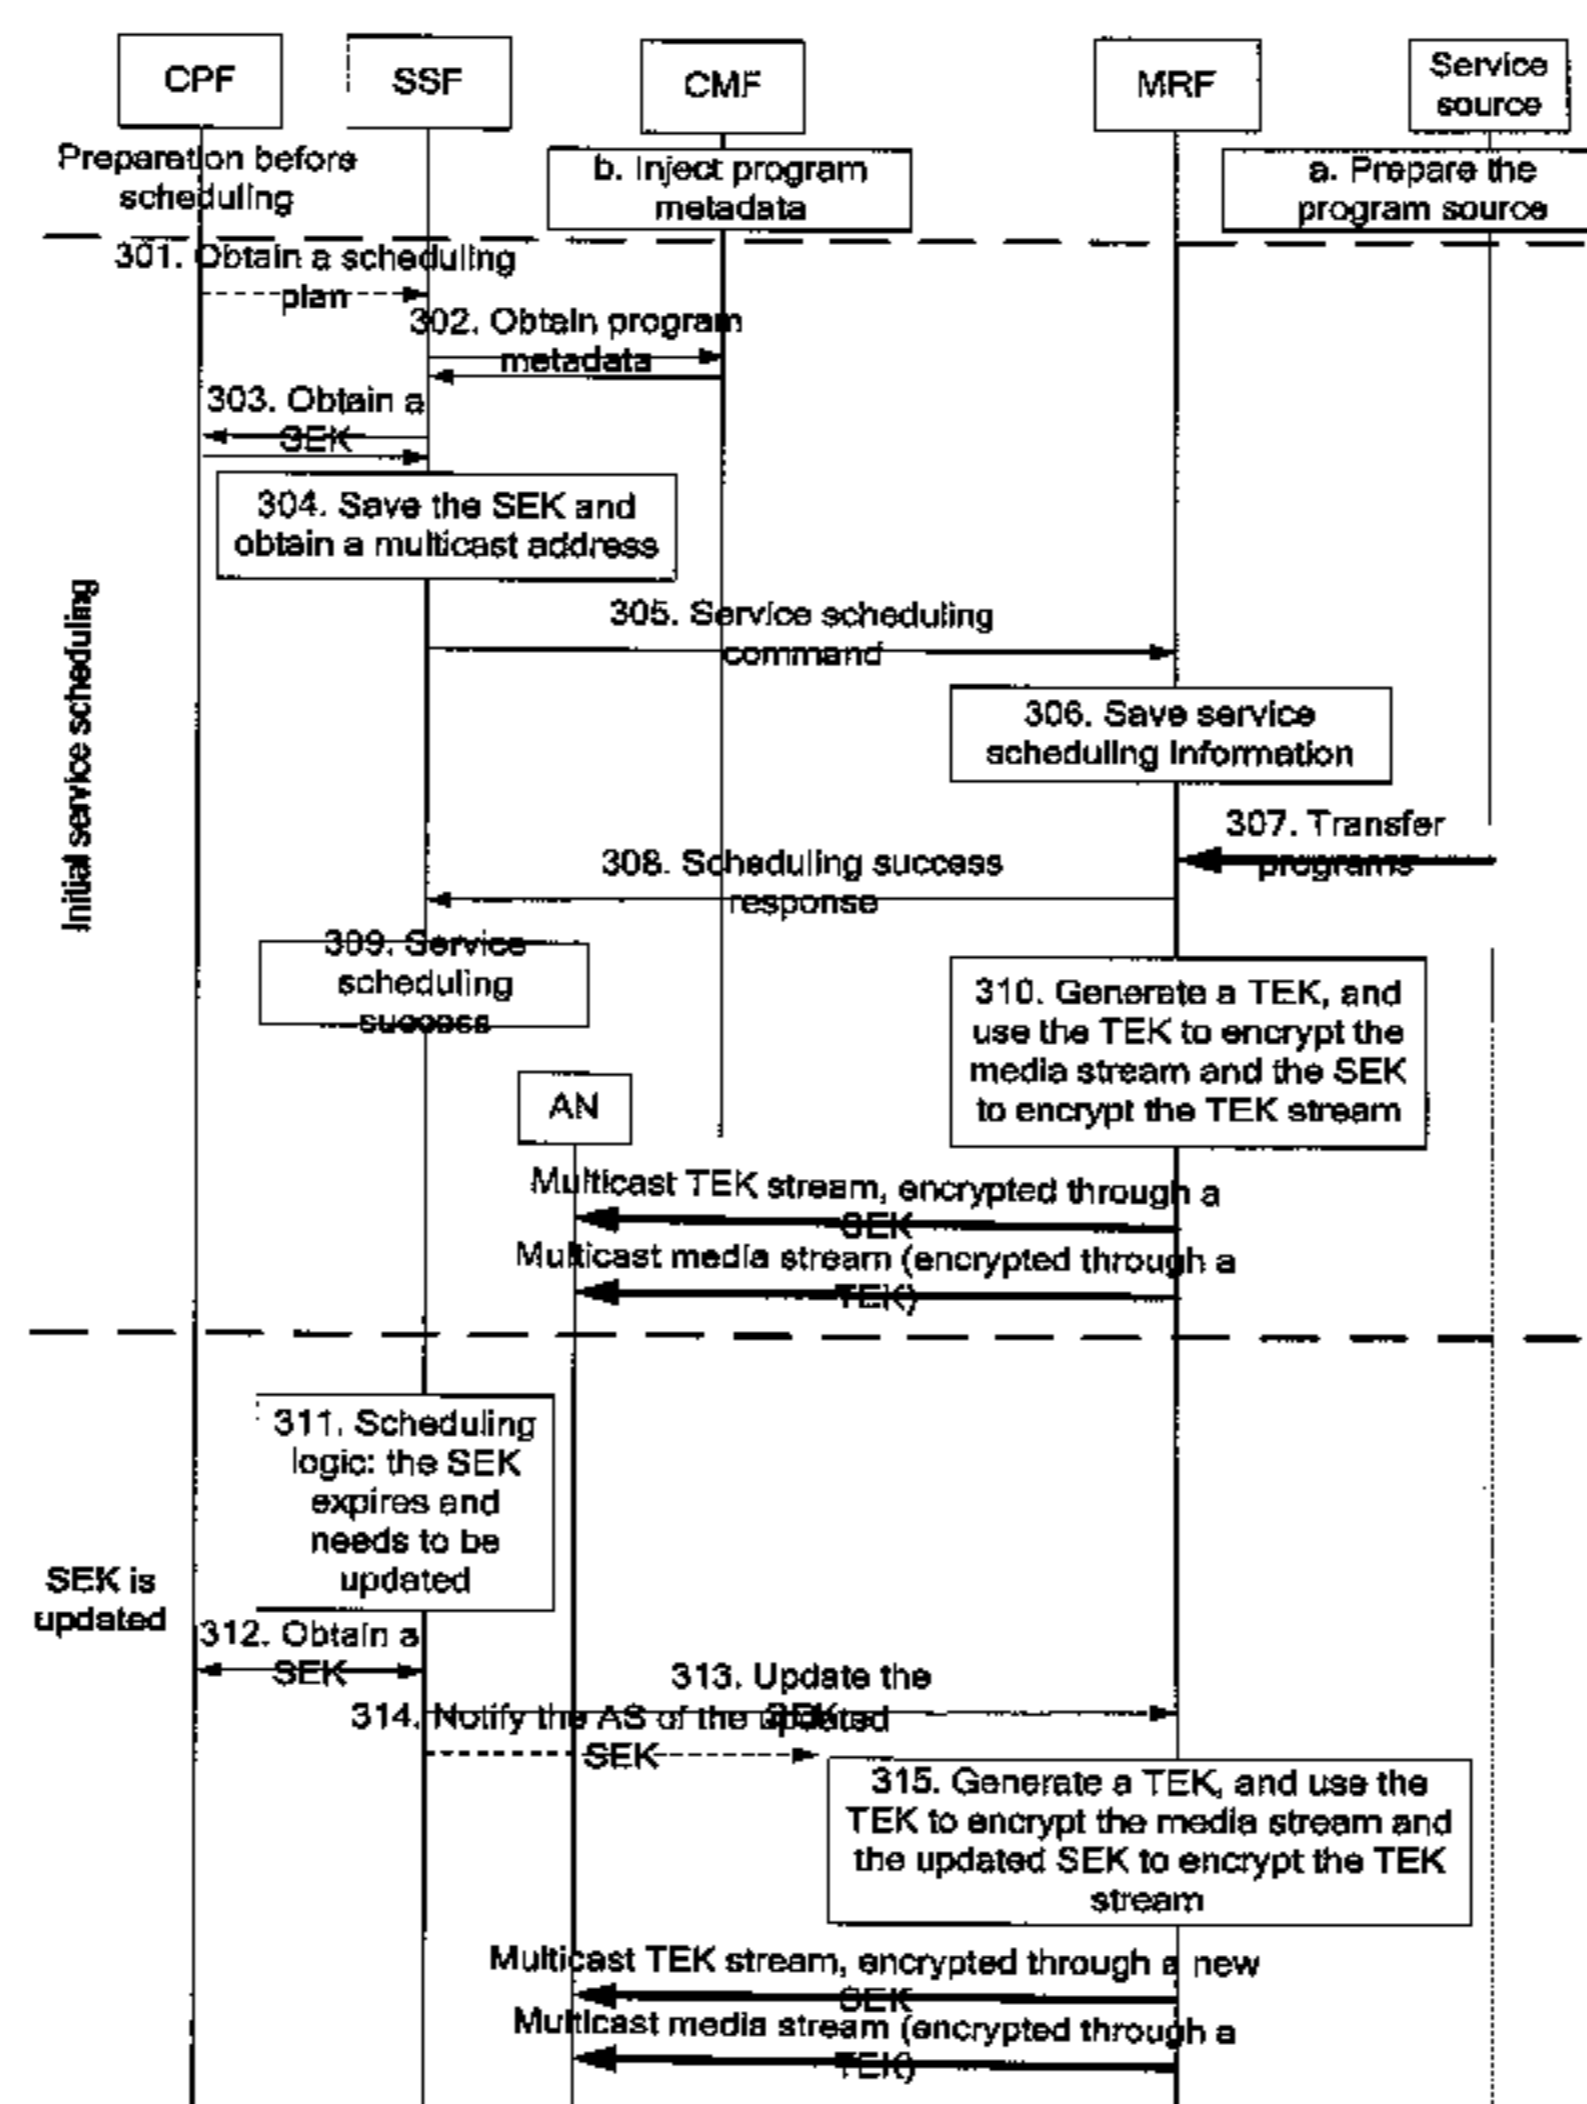 CPF
SSF
CMF
MRF
Service
source
Preparation before
scheduling
b. Inject program
metadata
a. Prepare the
program source
301. Obtain a scheduling
plan
302. Obtain program
metadata
303. Obtain a
SEK
304. Save the SEK and
obtain a multicast address
305. Service scheduling
command
306. Save service
scheduling Information
307. Transfer
programs
308. Scheduling success
response
309. Service
scheduling
success
Initial service scheduling
310. Generate a TEK, and
use the TEK to encrypt the
media stream and the SEK
to encrypt the TEK stream
AN
Multicast TEK stream, encrypted through a
SEK
Multicast media stream (encrypted through a
TEK)
311. Scheduling
logic: the SEK
expires and
needs to be
updated
SEK is
updated
312. Obtain a
SEK
313. Update the
SEK
314. Notify the AS of the updated
SEK
315. Generate a TEK, and use the
TEK to encrypt the media stream and
the updated SEK to encrypt the TEK
stream
Multicast TEK stream, encrypted through a new
SEK
Multicast media stream (encrypted through a
TEK)